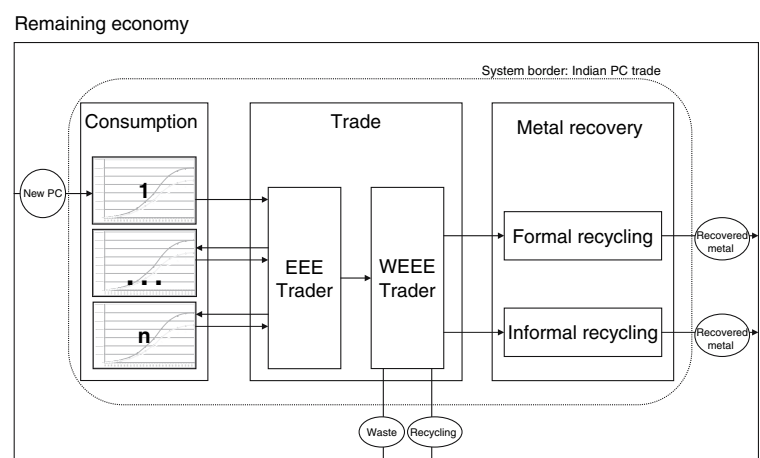 Remaining economy
System border: Indian PC trade
Consumption
Trade
Metal recovery
New PC
1
...
n
EEE
Trader
WEEE
Trader
Formal recycling
Informal recycling
Recovered
metal
Recovered
metal
Waste
Recycling